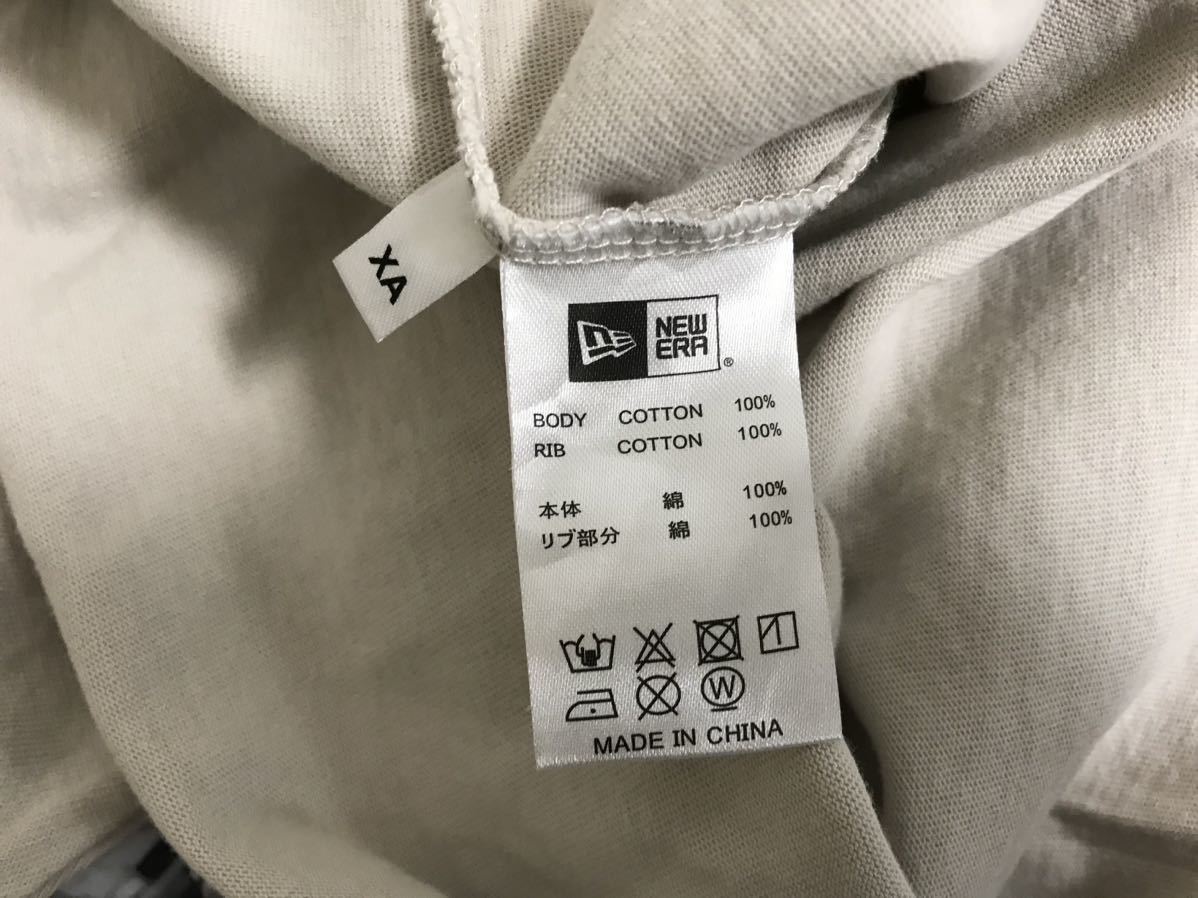 XA
NEW
ERA®
BODY COTTON 100%
RIB COTTON 100%
本体 綿 100%
リブ部分 綿 100%
W
MADE IN CHINA